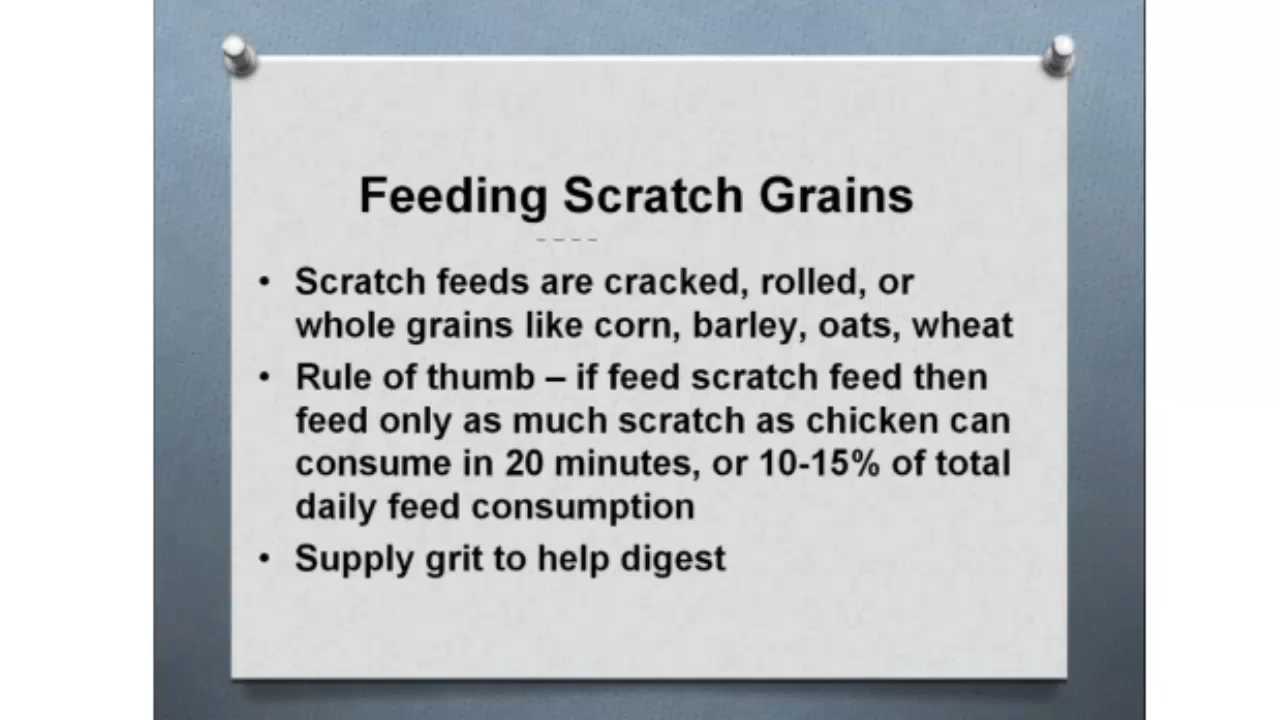 Feeding Scratch Grains
• Scratch feeds are cracked, rolled, or
whole grains like corn, barley, oats, wheat
• Rule of thumb – if feed scratch feed then
feed only as much scratch as chicken can
consume in 20 minutes, or 10-15% of total
daily feed consumption
• Supply grit to help digest